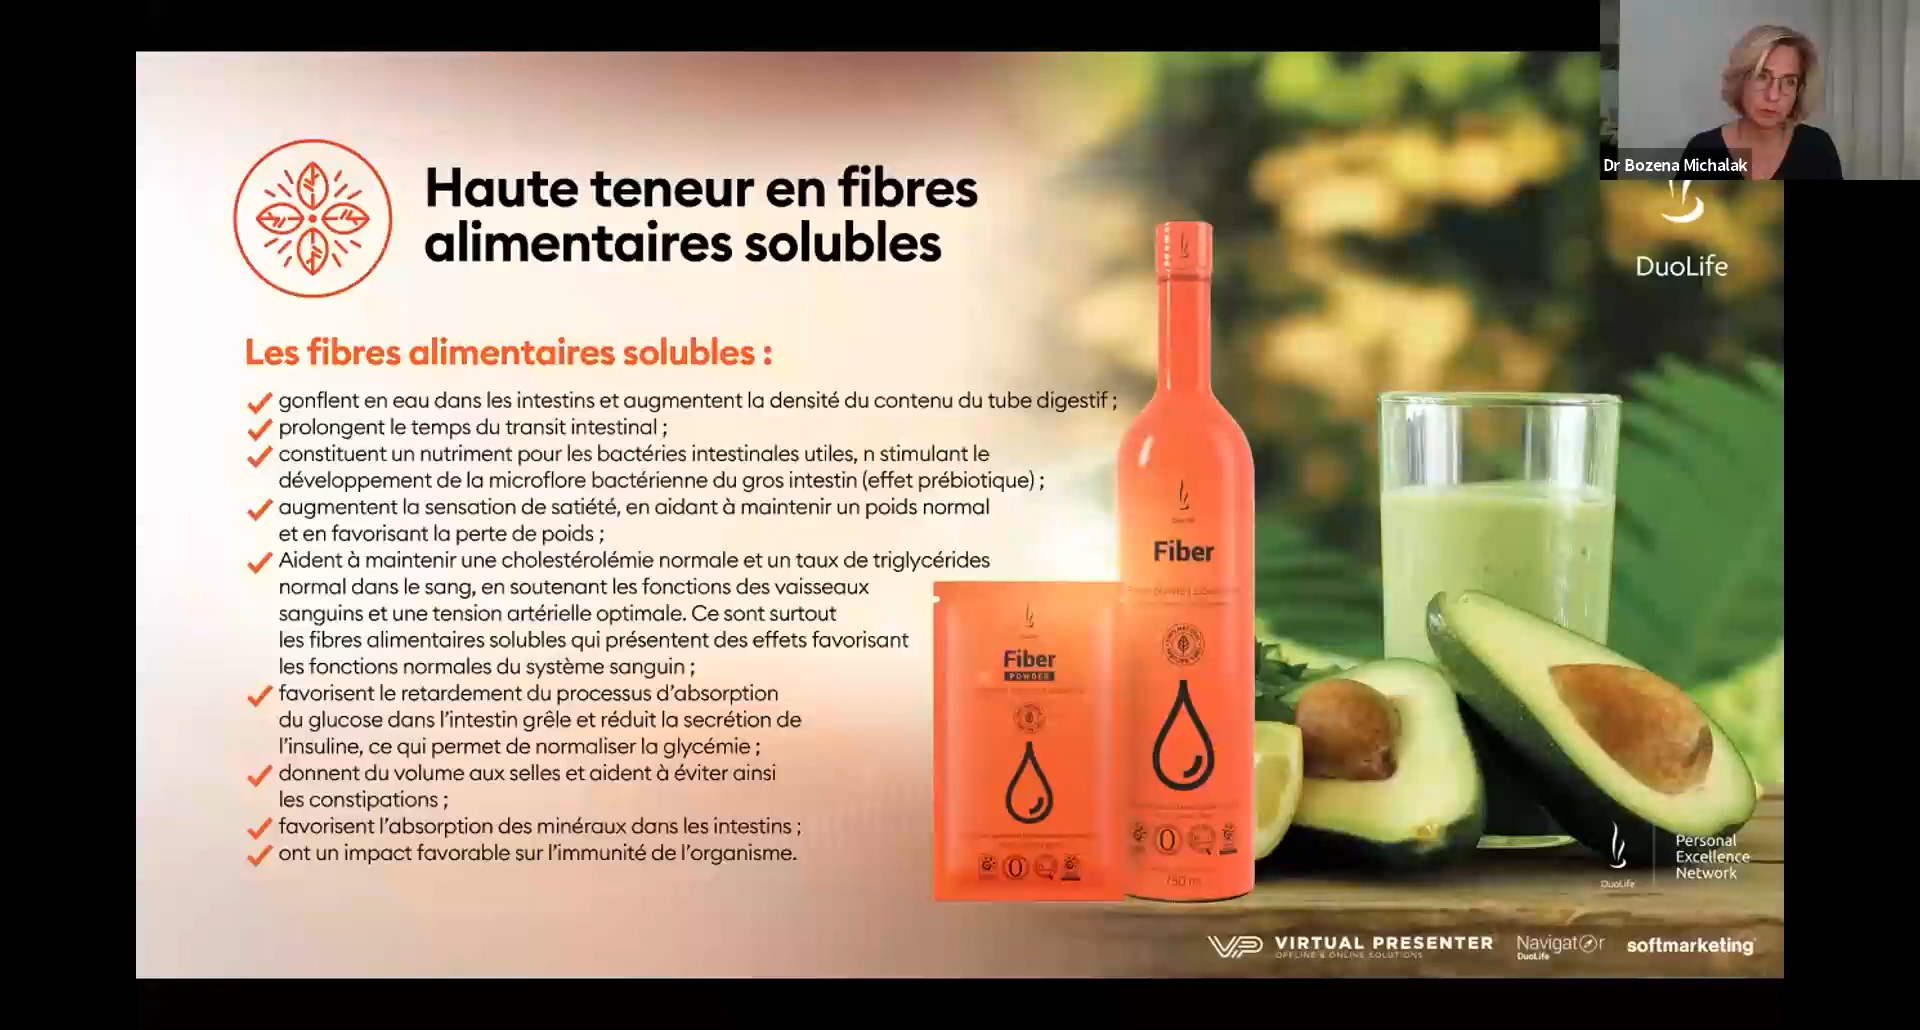 Dr Bozena Michalak
DuoLife
Haute teneur en fibres
alimentaires solubles
Les fibres alimentaires solubles :
gonflent en eau dans les intestins et augmentent la densité du contenu du tube digestif ;
prolongent le temps du transit intestinal ;
constituent un nutriment pour les bactéries intestinales utiles, n stimulant le
développement de la microflore bactérienne du gros intestin (effet prébiotique) ;
augmentent la sensation de satiété, en aidant à maintenir un poids normal
et en favorisant la perte de poids ;
Aident à maintenir une cholestérolémie normale et un taux de triglycérides
normal dans le sang, en soutenant les fonctions des vaisseaux
sanguins et une tension artérielle optimale. Ce sont surtout
les fibres alimentaires solubles qui présentent des effets favorisant
les fonctions normales du système sanguin ;
favorisent le retardement du processus d'absorption
du glucose dans l'intestin grêle et réduit la secrétion de
l'insuline, ce qui permet de normaliser la glycémie ;
donnent du volume aux selles et aident à éviter ainsi
les constipations ;
favorisent l'absorption des minéraux dans les intestins ;
ont un impact favorable sur l'immunité de l'organisme.
Fiber
POWDER
Fiber
750 ml
DuoLife
Personal
Excellence
Network
VP VIRTUAL PRESENTER
OFFLINE & ONLINE SOLUTIONS
Navigator
DuoLife
softmarketing